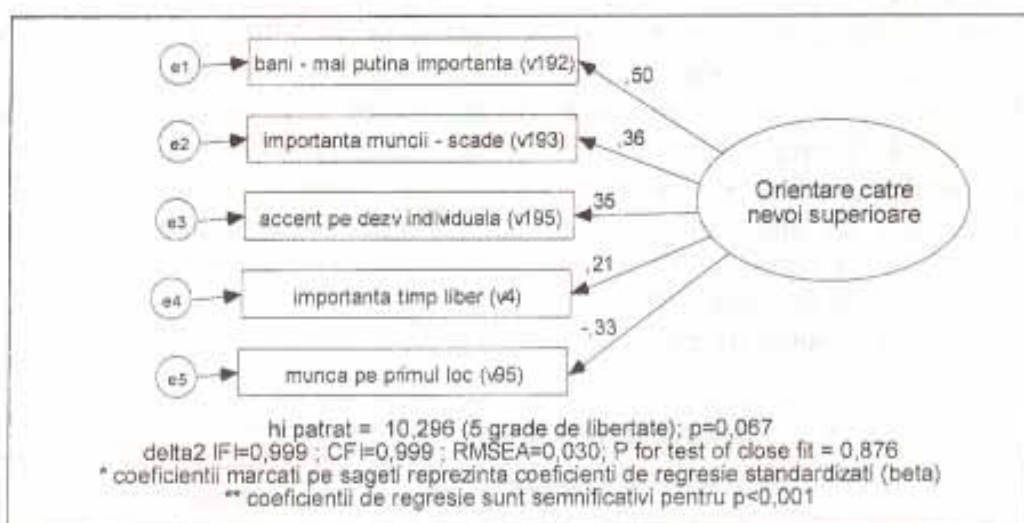 e1
bani - mai putina importanta (v192)
,50
e2
importanta muncii - scade (v193)
,36
e3
accent pe dezv individuala (v195)
,35
Orientare catre
nevoi superioare
e4
importanta timp liber (v4)
,21
e5
munca pe primul loc (v95)
-,33
hi patrat = 10,296 (5 grade de libertate); p=0,067
delta2 IFI=0,999 ; CFI=0,999 ; RMSEA=0,030; P for test of close fit = 0,876
* coeficientii marcati pe sageti reprezinta coeficienti de regresie standardizati (beta)
** coeficientii de regresie sunt semnificativi pentru p<0,001